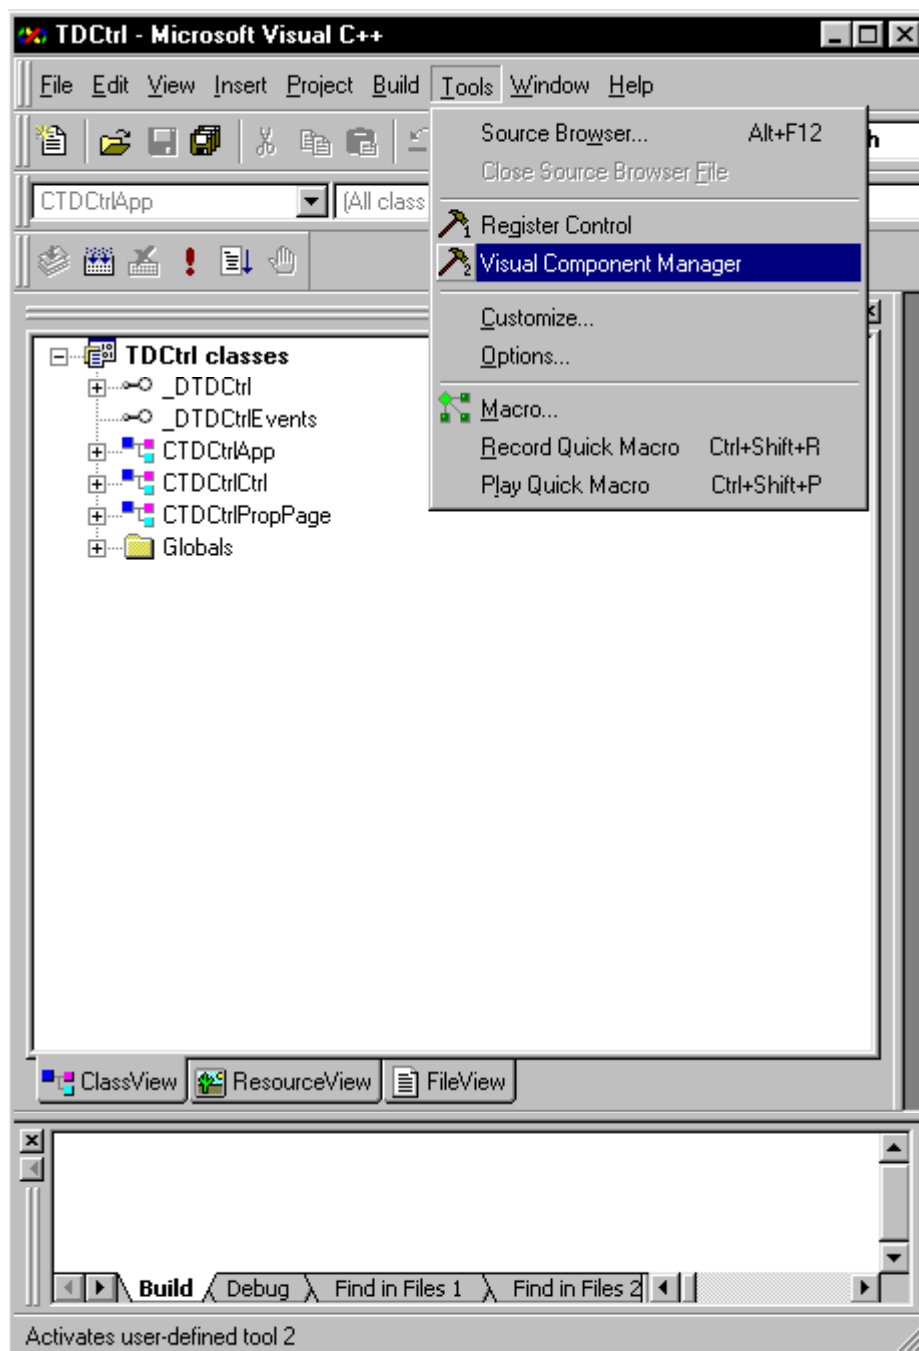 TDCtrl - Microsoft Visual C++
File Edit View Insert Project Build Tools Window Help
Source Browser... Alt+F12
h
Close Source Browser File
CTDCtrlApp (All class
Register Control
Visual Component Manager
Customize...
Options...
Macro...
Record Quick Macro Ctrl+Shift+R
Play Quick Macro Ctrl+Shift+P
TDCtrl classes
_DTDCtrl
_DTDCtrlEvents
CTDCtrlApp
CTDCtrlCtrl
CTDCtrlPropPage
Globals
ClassView ResourceView FileView
Build Debug Find in Files 1 Find in Files 2
Activates user-defined tool 2